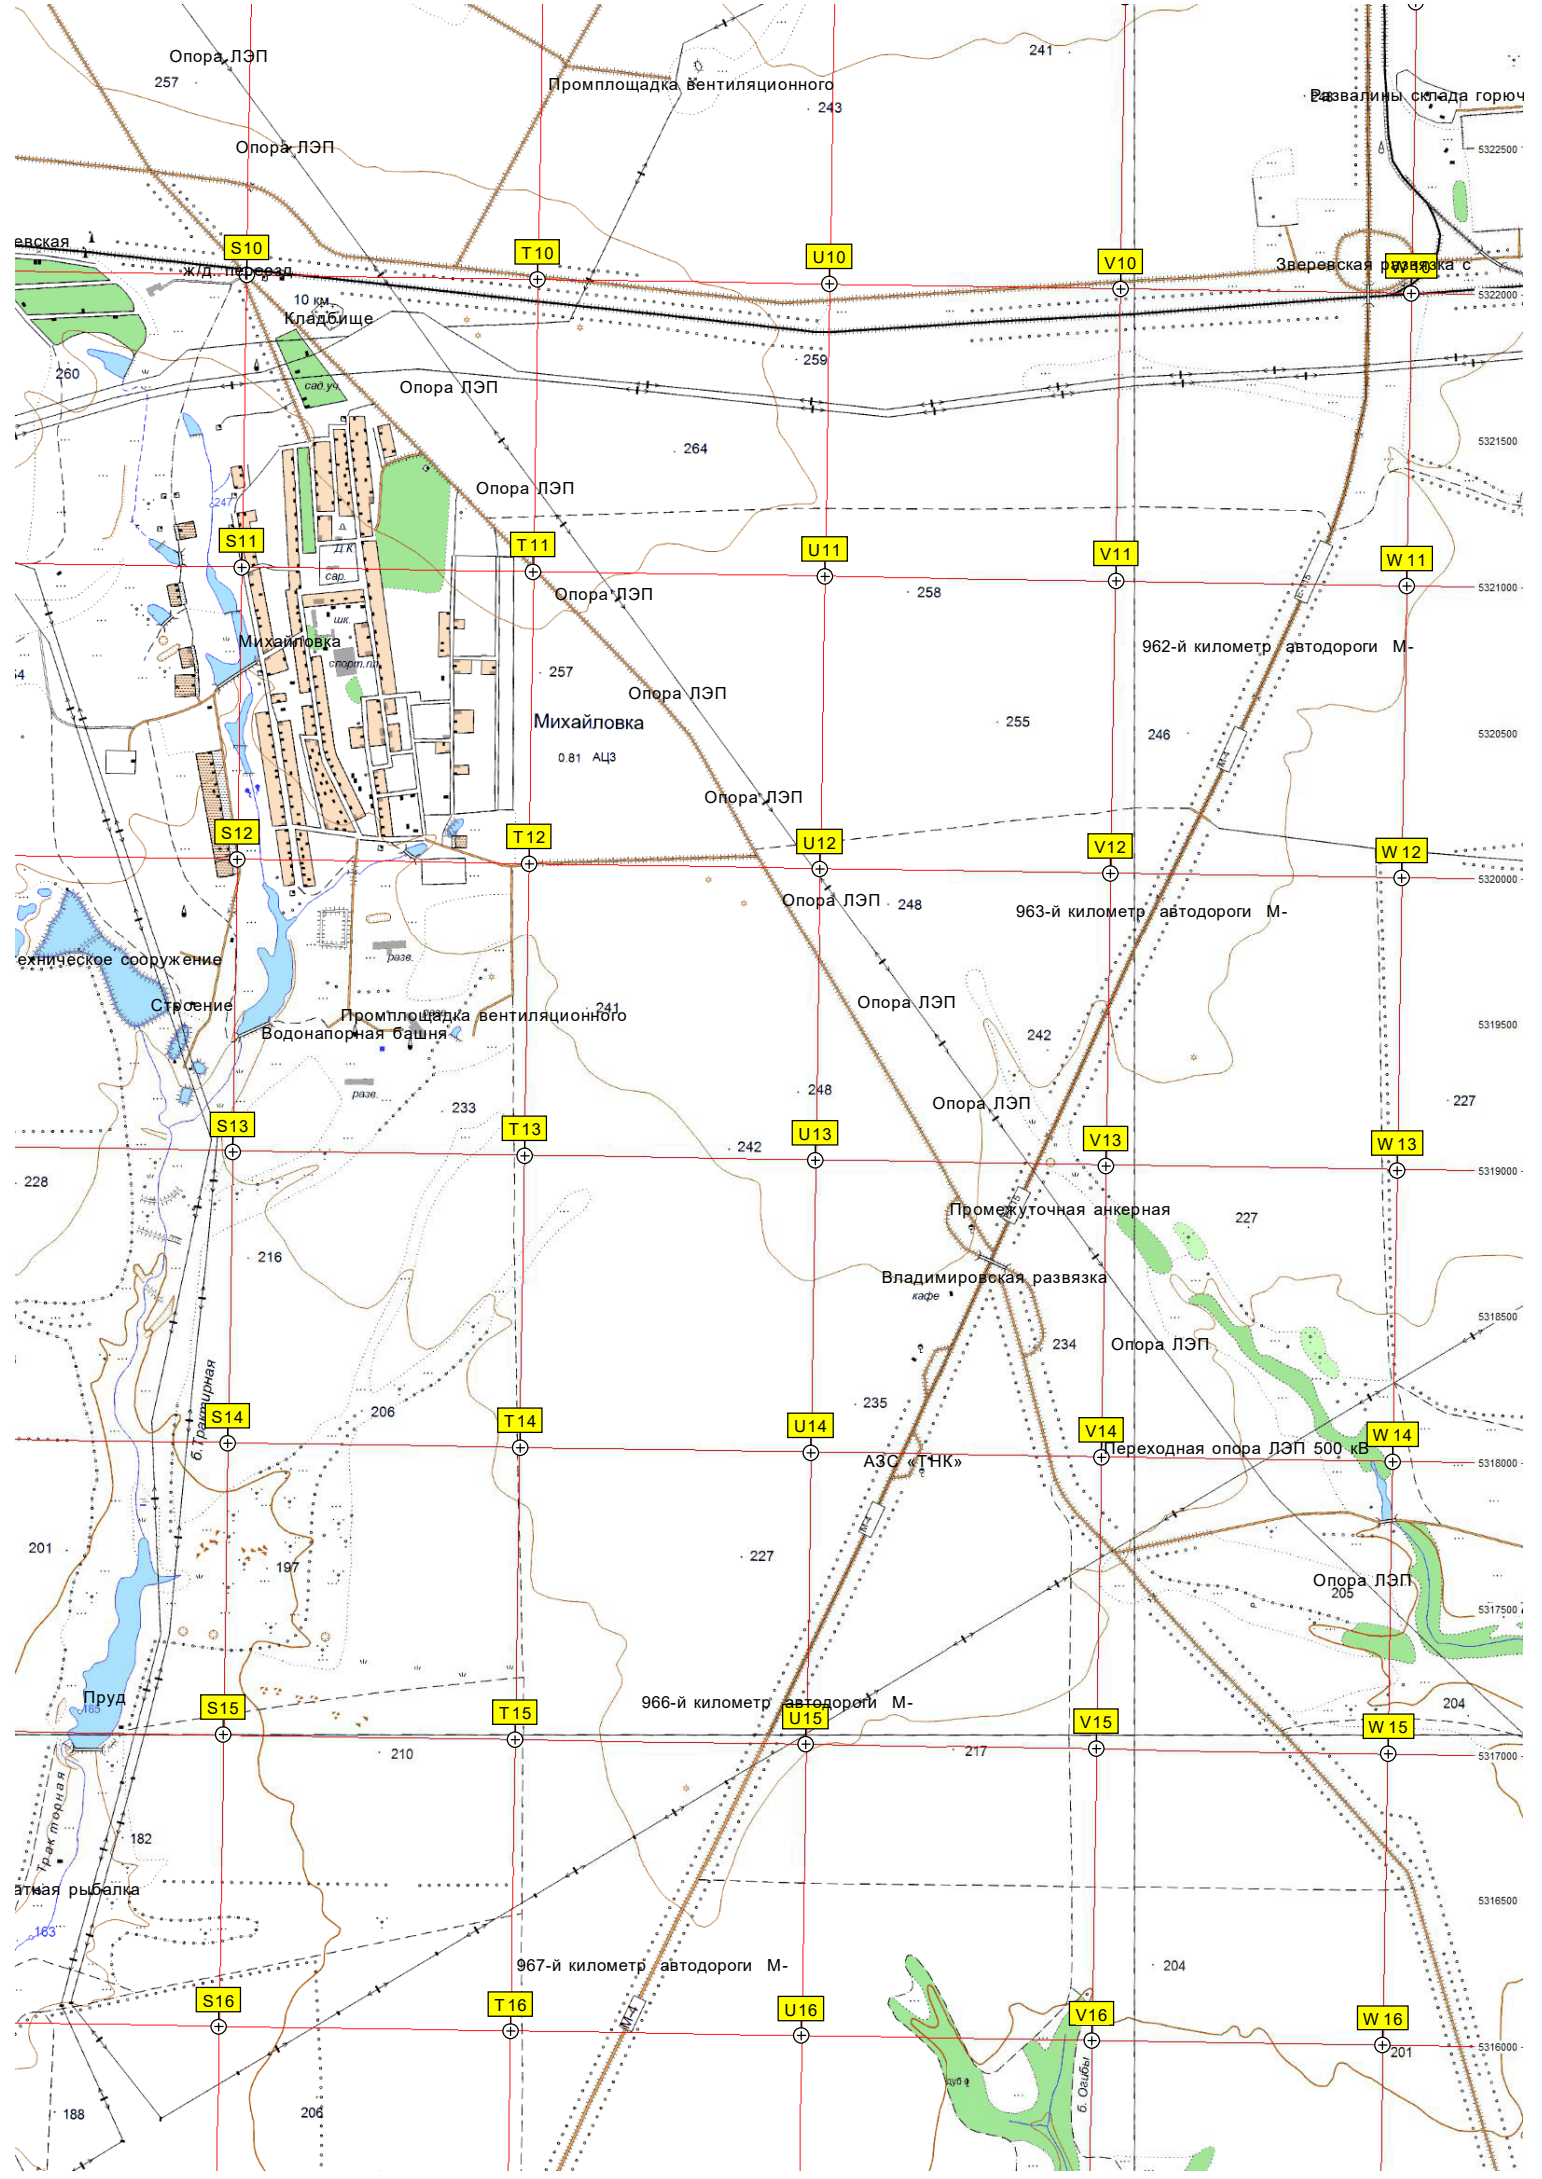 Опора ЛЭП
241
257
Промплощадка вентиляционного
243
Развалины склада горюч
Опора ЛЭП
5322500
евская
S10
T10
U10
V10
Зверевская развязка с
ж/д. переезд
10 км
5322000
Кладбище
259
260
сад.уч.
Опора ЛЭП
264
5321500
Опора ЛЭП
247
S11
Д.К.
T11
U11
V11
W 11
сар.
5321000
Опора ЛЭП
258
шк.
Михайловка
962-й километр автодороги М-
спорт.пл.
54
257
Опора ЛЭП
Михайловка
255
246
5320500
М-4
0.81 АЦЗ
Опора ЛЭП
S12
T12
U12
V12
W 12
5320000
Опора ЛЭП
248
963-й километр автодороги М-
разв.
ехническое сооружение
Строение
241
Опора ЛЭП
Промплощадка вентиляционного
Водонапорная башня
242
5319500
248
разв.
233
Опора ЛЭП
227
S13
T13
U13
V13
W 13
242
5319000
228
Промежуточная анкерная
227
216
Владимировская развязка
кафе
5318500
234
Опора ЛЭП
б.Трактирная
206
235
S14
T14
U14
V14
W 14
Переходная опора ЛЭП 500 кВ
АЗС «ТНК»
5318000
М-4
201
227
197
Опора ЛЭП
205
5317500
Пруд
185
966-й километр автодороги М-
204
S15
T15
U15
V15
W 15
210
217
5317000
Тракторная
182
атная рыбалка
5316500
163
967-й километр автодороги М-
204
S16
T16
U16
V16
W 16
М-4
201
5316000
б. Огибы
188
206